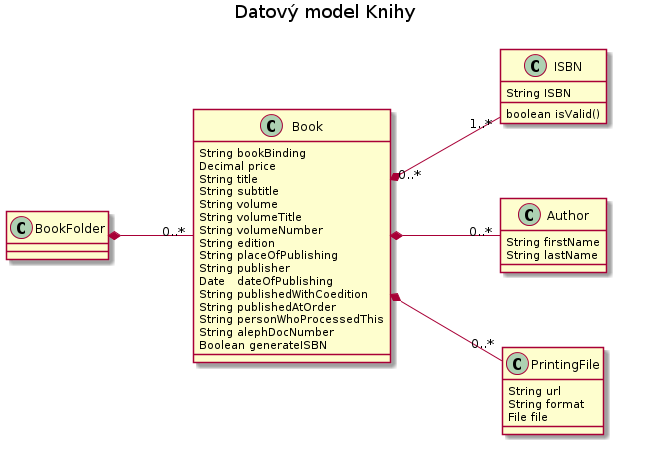 Datový model Knihy
C BookFolder
0..*
C Book
String bookBinding
Decimal price
String title
String subtitle
String volume
String volumeTitle
String volumeNumber
String edition
String placeOfPublishing
String publisher
Date dateOfPublishing
String publishedWithCoedition
String publishedAtOrder
String personWhoProcessedThis
String alephDocNumber
Boolean generateISBN
0..*
1..*
C ISBN
String ISBN
boolean isValid()
0..*
C Author
String firstName
String lastName
0..*
C PrintingFile
String url
String format
File file